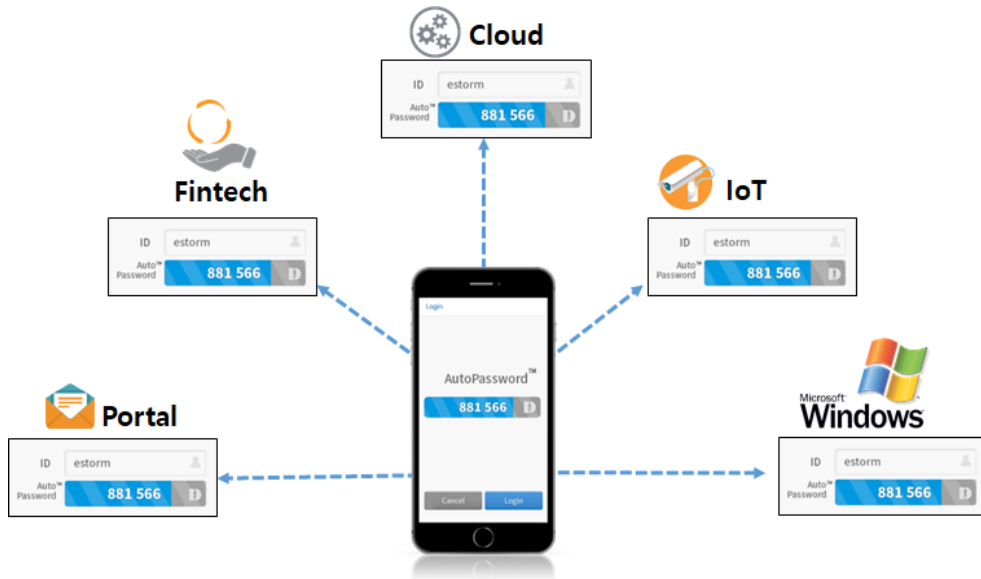 Cloud
ID estorm
Auto™
Password 881 566 D
Fintech
ID estorm
Auto™
Password 881 566 D
IoT
ID estorm
Auto™
Password 881 566 D
Login
AutoPassword™
881 566 D
Cancel Login
Portal
ID estorm
Auto™
Password 881 566 D
Microsoft
Windows
ID estorm
Auto™
Password 881 566 D